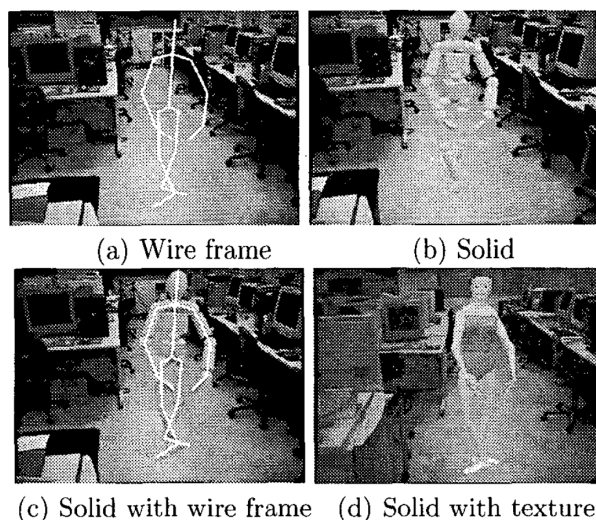 (a) Wire frame
(b) Solid
(c) Solid with wire frame
(d) Solid with texture